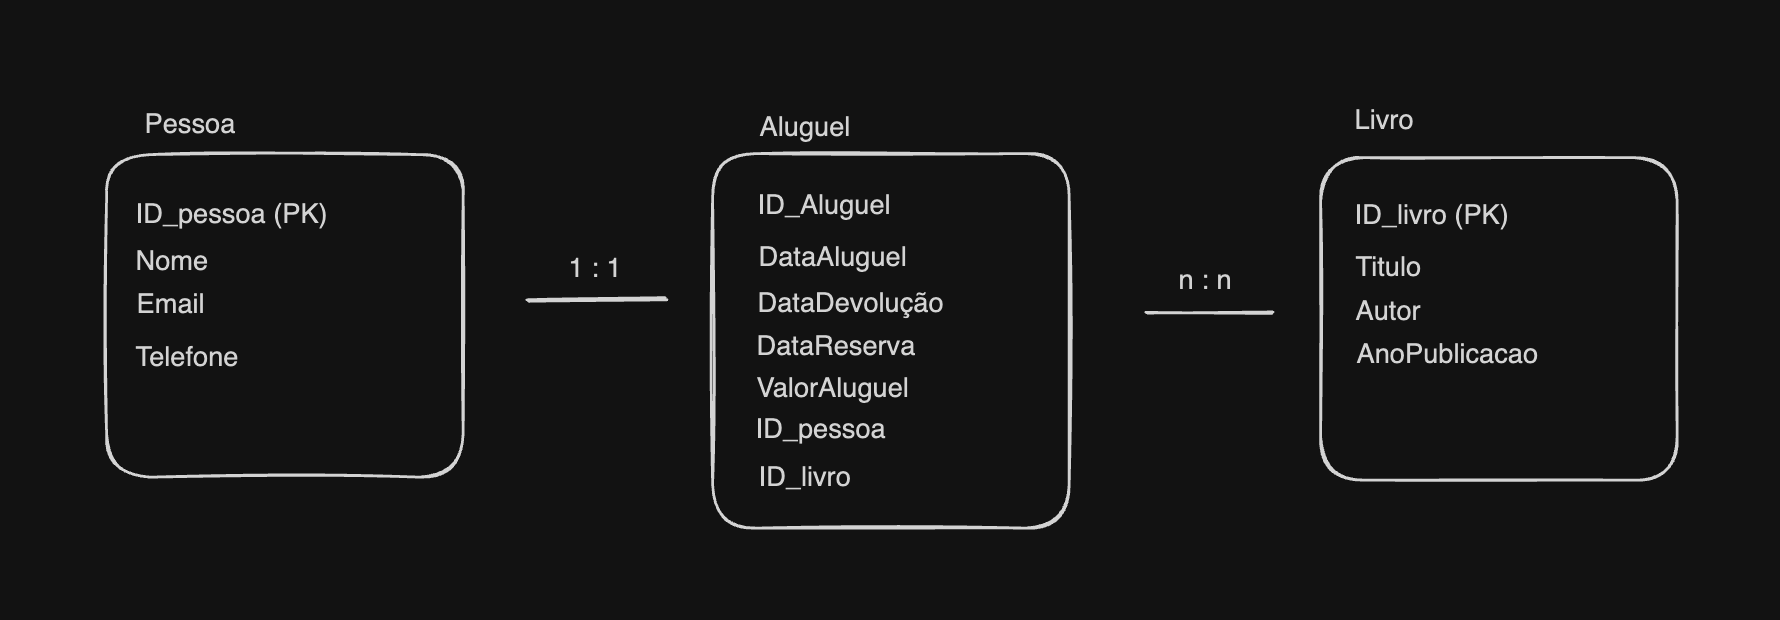 Pessoa
ID_pessoa (PK)
Nome
Email
Telefone
1 : 1
Aluguel
ID_Aluguel
DataAluguel
DataDevolução
DataReserva
ValorAluguel
ID_pessoa
ID_livro
n : n
Livro
ID_livro (PK)
Titulo
Autor
AnoPublicacao